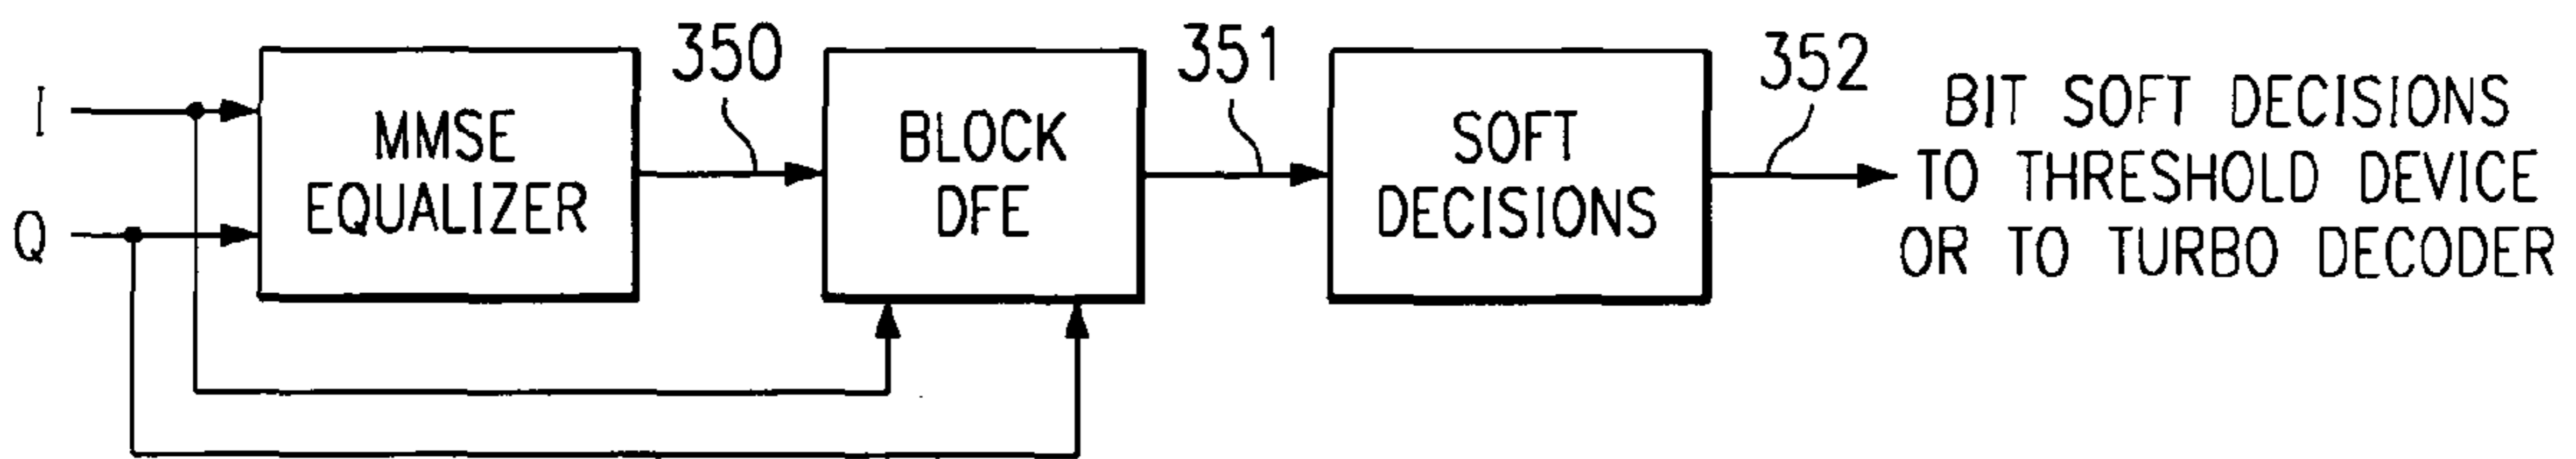 I
Q
MMSE
EQUALIZER
350
BLOCK
DFE
351
SOFT
DECISIONS
352
BIT SOFT DECISIONS
TO THRESHOLD DEVICE
OR TO TURBO DECODER